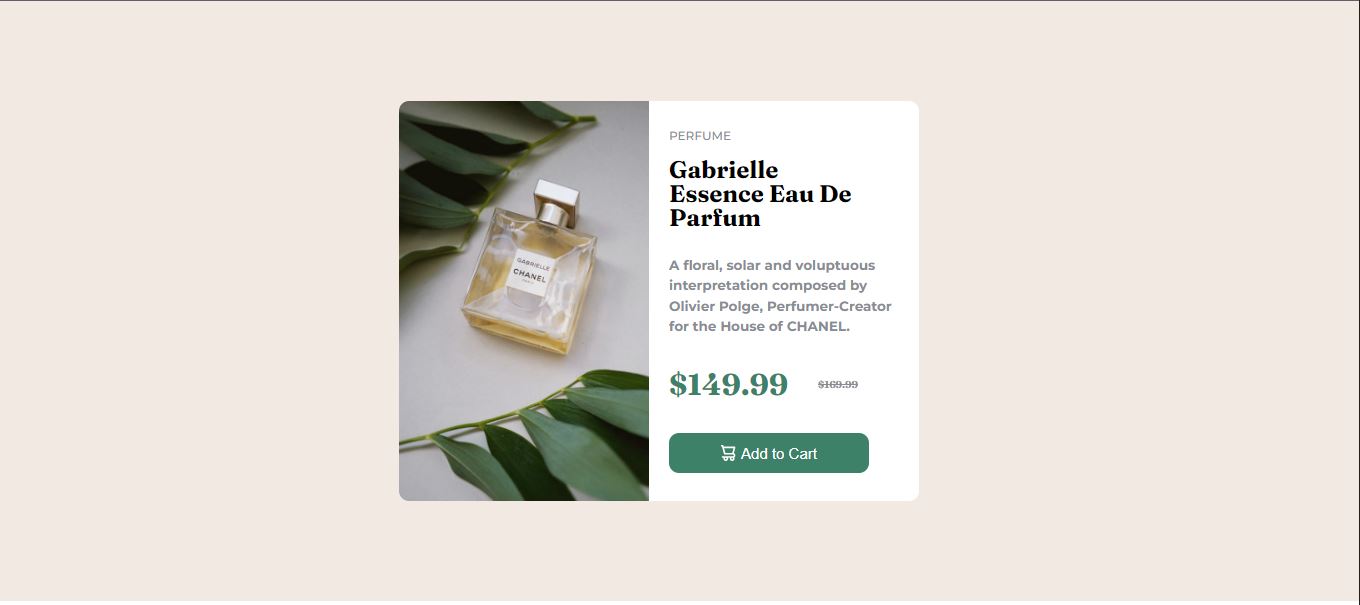 GABRIELLE
CHANEL
PARIS
PERFUME
Gabrielle
Essence Eau De
Parfum
A floral, solar and voluptuous
interpretation composed by
Olivier Polge, Perfumer-Creator
for the House of CHANEL.
$149.99 $169.99
Add to Cart